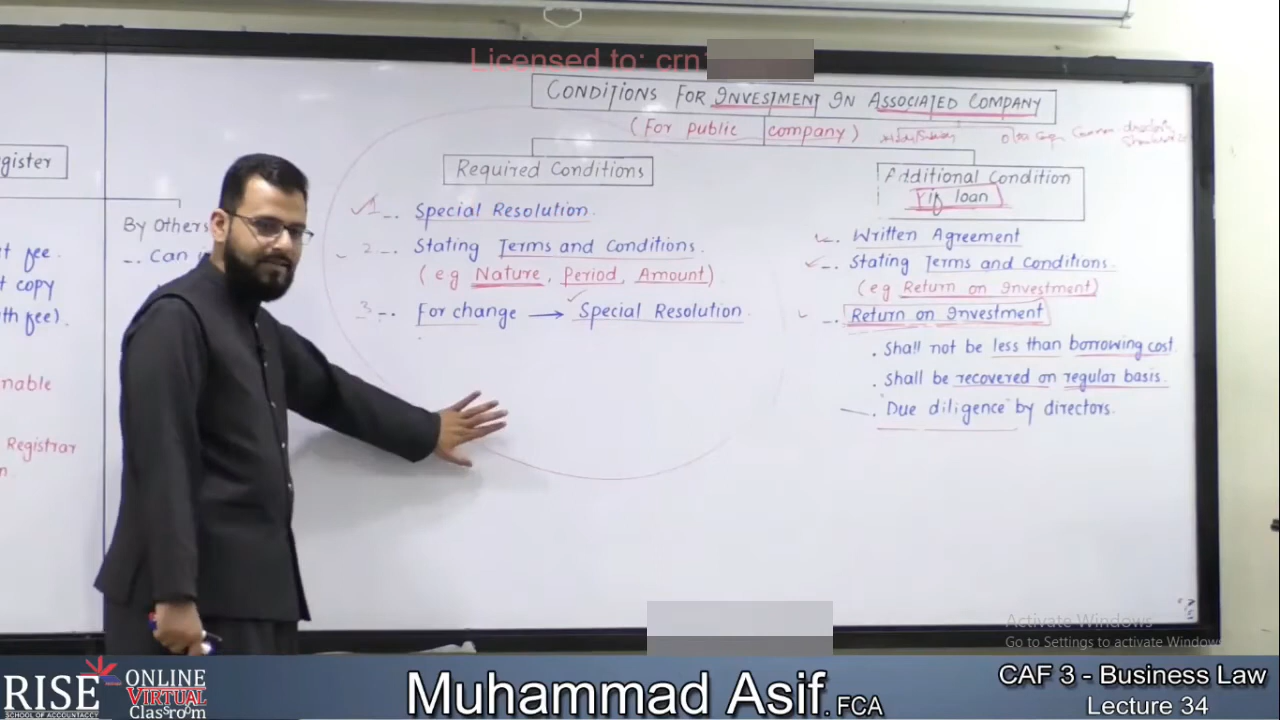 Licensed to: crn
CONDITIONS FOR INVESTMENT IN ASSOCIATED COMPANY
(For public company)
gister
By Others
t fee.
t copy
th fee).
nable
Registrar
Required Conditions
1 -. Special Resolution.
2 -. Stating Terms and Conditions.
(eg Nature, Period, Amount)
3 -. For change → Special Resolution
Additional Condition
if loan
-. Written Agreement
-. Stating Terms and Conditions.
(eg Return on Investment)
-. Return on Investment
. Shall not be less than borrowing cost
. Shall be recovered on regular basis.
. "Due diligence" by directors.
Activate Windows
Go to Settings to activate Windows
RISE
SCHOOL OF ACCOUNTANCY
ONLINE
VIRTUAL
Classroom
Muhammad Asif. FCA
CAF 3 - Business Law
Lecture 34